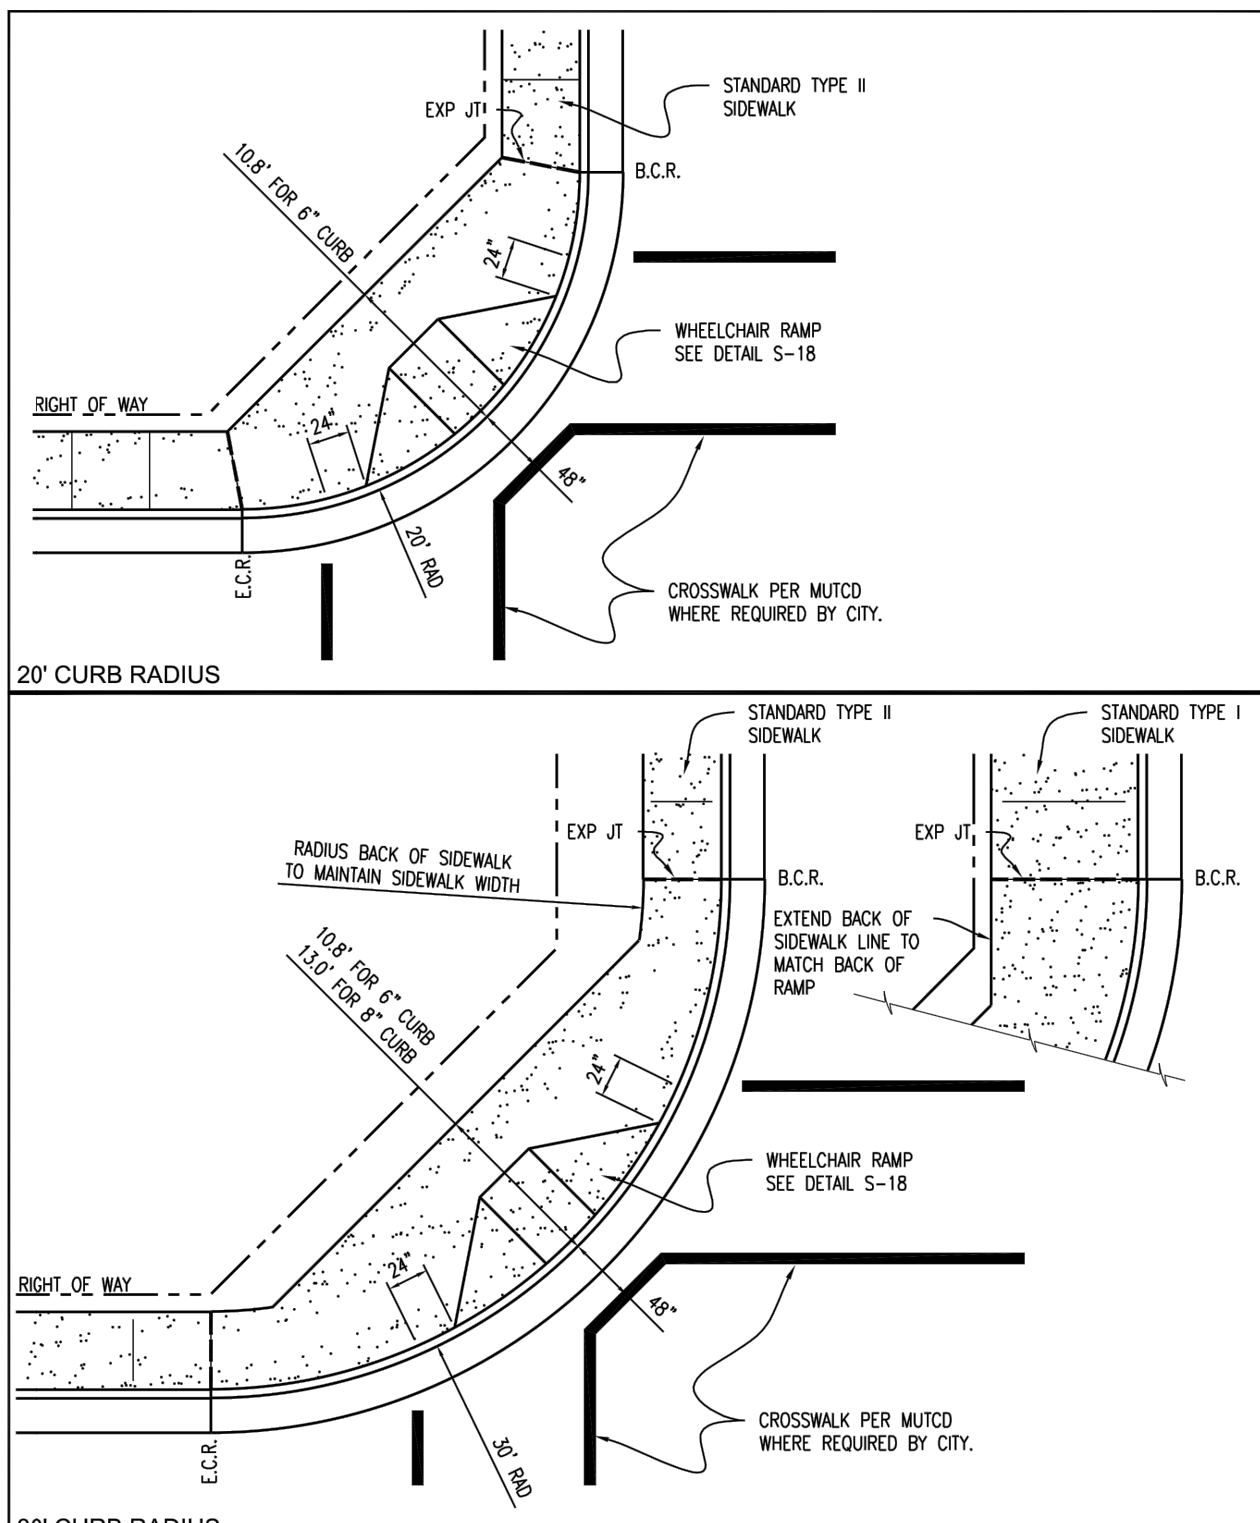 STANDARD TYPE II
SIDEWALK
EXP JT
B.C.R.
10.8' FOR 6" CURB
24"
WHEELCHAIR RAMP
SEE DETAIL S-18
RIGHT OF WAY
24"
48"
20' RAD
E.C.R.
CROSSWALK PER MUTCD
WHERE REQUIRED BY CITY.
20' CURB RADIUS
STANDARD TYPE II
SIDEWALK
STANDARD TYPE I
SIDEWALK
EXP JT
EXP JT
RADIUS BACK OF SIDEWALK
TO MAINTAIN SIDEWALK WIDTH
B.C.R.
B.C.R.
EXTEND BACK OF
SIDEWALK LINE TO
MATCH BACK OF
RAMP
10.8' FOR 6" CURB
13.0' FOR 8" CURB
24"
WHEELCHAIR RAMP
SEE DETAIL S-18
RIGHT OF WAY
24"
48"
CROSSWALK PER MUTCD
WHERE REQUIRED BY CITY.
E.C.R.
30' RAD
CURB RADIUS